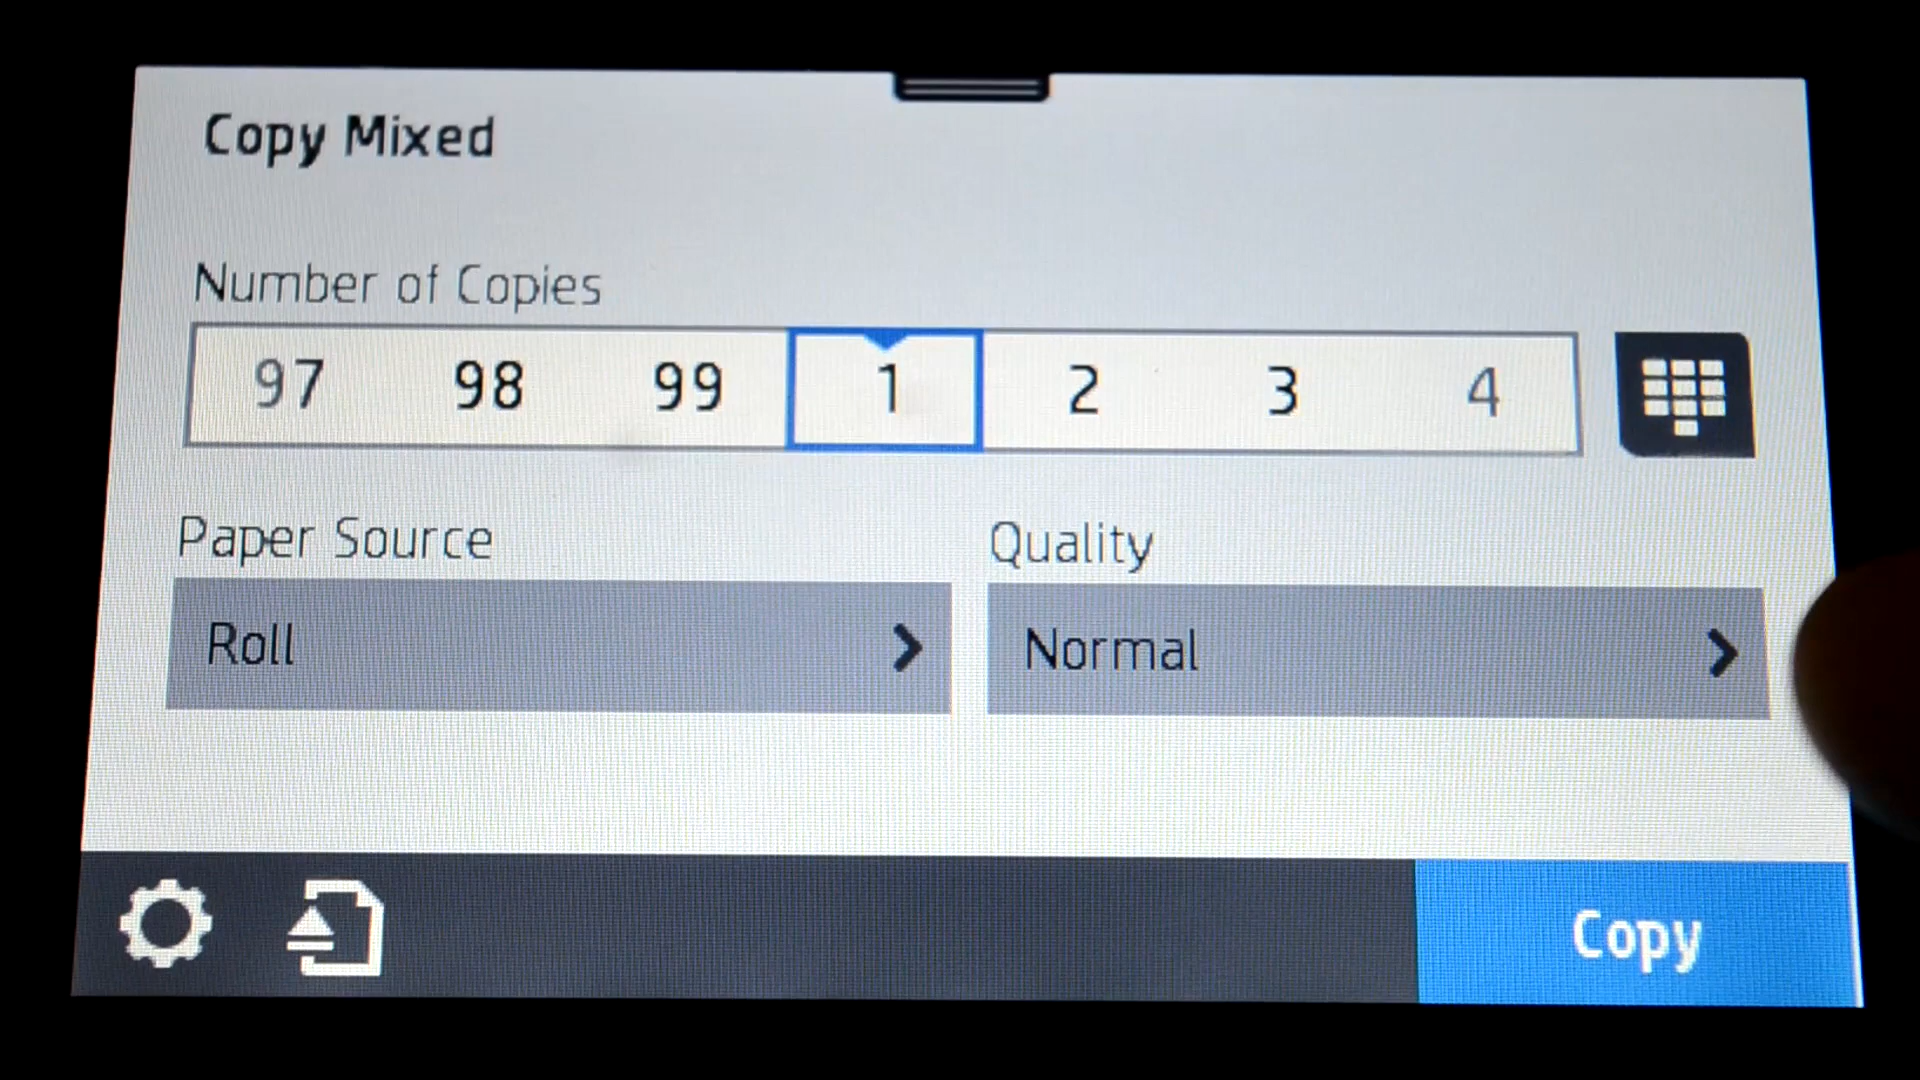 Copy Mixed
Number of Copies
97 98 99 1 2 3 4
Paper Source Quality
Roll Normal
Copy